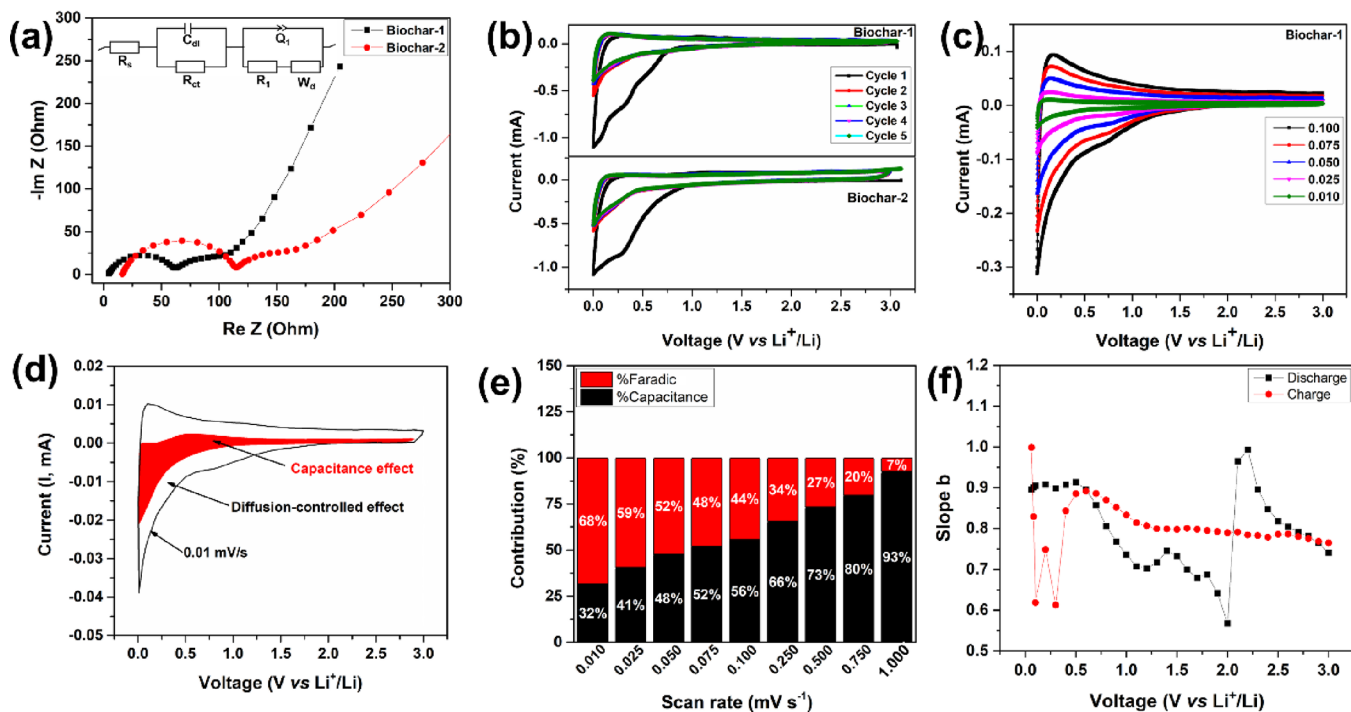 (a)
-Im Z (Ohm)
300
250
200
150
100
50
0
0
50
100
150
200
250
300
Re Z (Ohm)
Biochar-1
Biochar-2
Rs
Cdl
Rct
Q1
R1
Wd
(b)
Current (mA)
0.0
-0.5
-1.0
0.0
-0.5
-1.0
Biochar-1
Cycle 1
Cycle 2
Cycle 3
Cycle 4
Cycle 5
Biochar-2
0.0
0.5
1.0
1.5
2.0
2.5
3.0
Voltage (V vs Li+/Li)
(c)
Current (mA)
0.1
0.0
-0.1
-0.2
-0.3
Biochar-1
0.100
0.075
0.050
0.025
0.010
0.0
0.5
1.0
1.5
2.0
2.5
3.0
Voltage (V vs Li+/Li)
(d)
Current (I, mA)
0.02
0.01
0.00
-0.01
-0.02
-0.03
-0.04
-0.05
Capacitance effect
Diffusion-controlled effect
0.01 mV/s
0.0
0.5
1.0
1.5
2.0
2.5
3.0
Voltage (V vs Li+/Li)
(e)
Contribution (%)
150
125
100
75
50
25
0
%Faradic
%Capacitance
68%
59%
52%
48%
44%
34%
27%
20%
7%
32%
41%
48%
52%
56%
66%
73%
80%
93%
0.010
0.025
0.050
0.075
0.100
0.250
0.500
0.750
1.000
Scan rate (mV s-1)
(f)
Slope b
1.2
1.1
1.0
0.9
0.8
0.7
0.6
0.5
Discharge
Charge
0.0
0.5
1.0
1.5
2.0
2.5
3.0
Voltage (V vs Li+/Li)